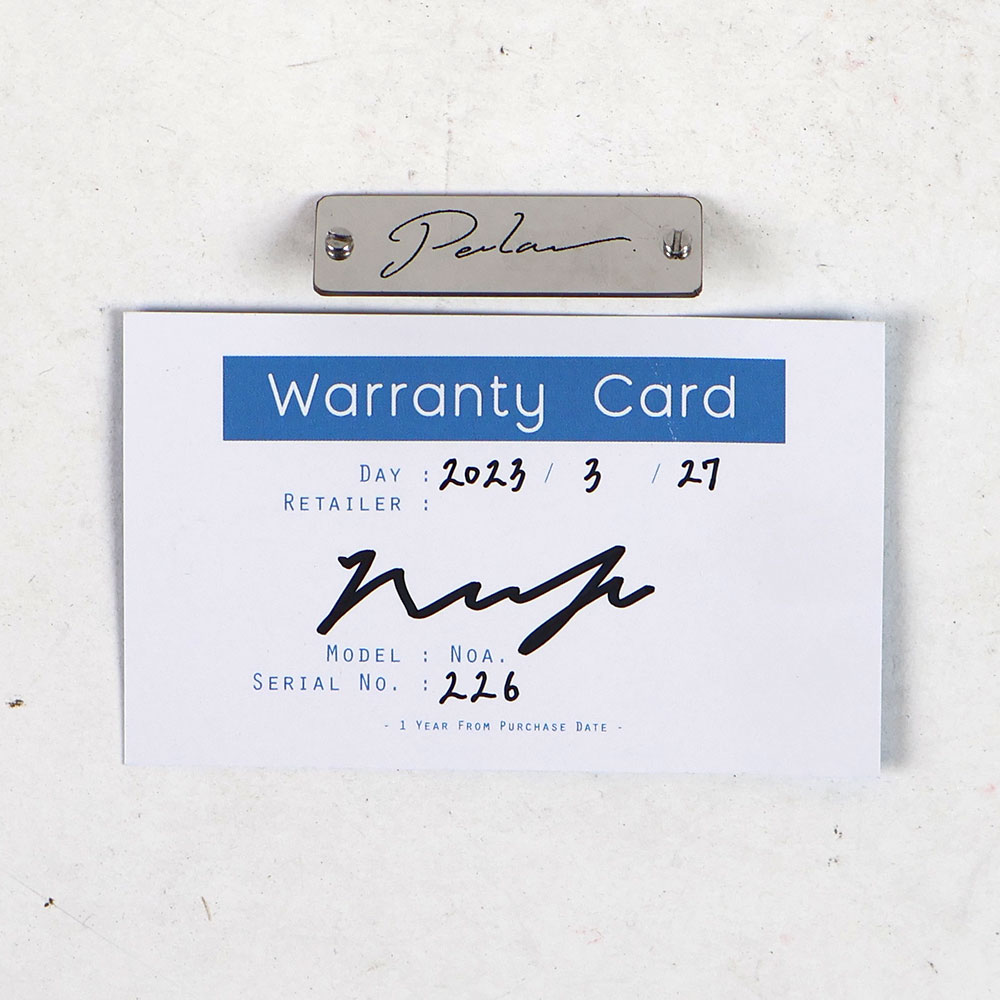 Warranty Card
DAY : 2023 / 3 / 27
RETAILER :
MODEL : NOA.
SERIAL NO. : 226
- 1 YEAR FROM PURCHASE DATE -